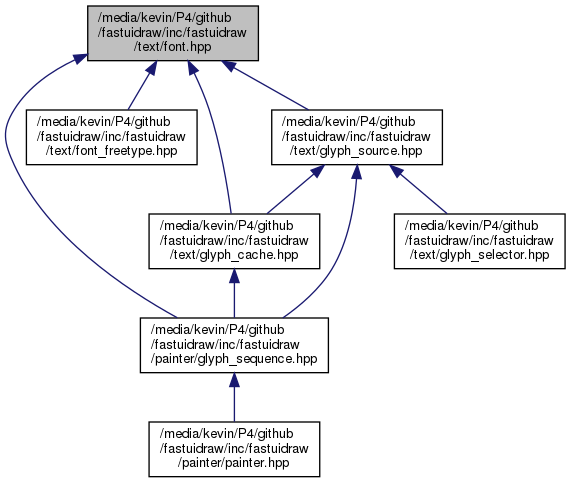 /media/kevin/P4/github
/fastuidraw/inc/fastuidraw
/text/font.hpp
/media/kevin/P4/github
/fastuidraw/inc/fastuidraw
/text/font_freetype.hpp
/media/kevin/P4/github
/fastuidraw/inc/fastuidraw
/text/glyph_source.hpp
/media/kevin/P4/github
/fastuidraw/inc/fastuidraw
/text/glyph_cache.hpp
/media/kevin/P4/github
/fastuidraw/inc/fastuidraw
/text/glyph_selector.hpp
/media/kevin/P4/github
/fastuidraw/inc/fastuidraw
/painter/glyph_sequence.hpp
/media/kevin/P4/github
/fastuidraw/inc/fastuidraw
/painter/painter.hpp